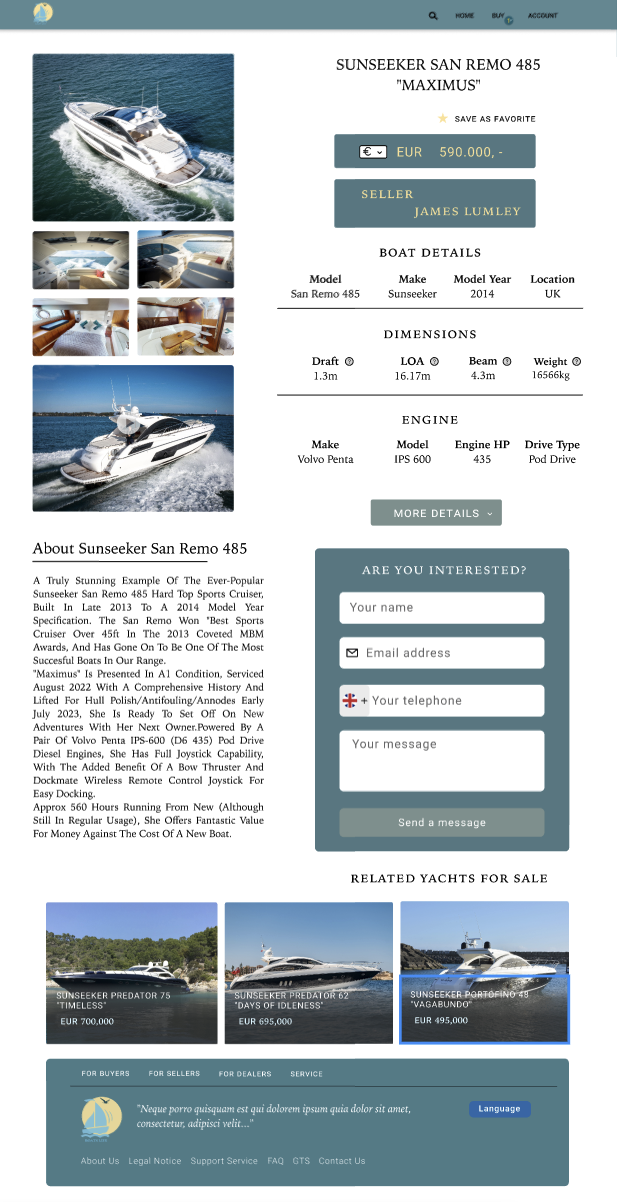 HOME BUY ACCOUNT
SUNSEEKER SAN REMO 485
"MAXIMUS"
SAVE AS FAVORITE
€ EUR 590.000, -
SELLER
JAMES LUMLEY
BOAT DETAILS
Model Make Model Year Location
San Remo 485 Sunseeker 2014 UK
DIMENSIONS
Draft ? LOA ? Beam ? Weight ?
1.3m 16.17m 4.3m 16566kg
ENGINE
Make Model Engine HP Drive Type
Volvo Penta IPS 600 435 Pod Drive
MORE DETAILS
About Sunseeker San Remo 485
A Truly Stunning Example Of The Ever-Popular
Sunseeker San Remo 485 Hard Top Sports Cruiser,
Built In Late 2013 To A 2014 Model Year
Specification. The San Remo Won "Best Sports
Cruiser Over 45ft In The 2013 Coveted MBM
Awards, And Has Gone On To Be One Of The Most
Succesful Boats In Our Range.
"Maximus" Is Presented In A1 Condition, Serviced
August 2022 With A Comprehensive History And
Lifted For Hull Polish/Antifouling/Annodes Early
July 2023, She Is Ready To Set Off On New
Adventures With Her Next Owner.Powered By A
Pair Of Volvo Penta IPS-600 (D6 435) Pod Drive
Diesel Engines, She Has Full Joystick Capability,
With The Added Benefit Of A Bow Thruster And
Dockmate Wireless Remote Control Joystick For
Easy Docking.
Approx 560 Hours Running From New (Although
Still In Regular Usage), She Offers Fantastic Value
For Money Against The Cost Of A New Boat.
ARE YOU INTERESTED?
Your name
Email address
+ Your telephone
Your message
Send a message
RELATED YACHTS FOR SALE
SUNSEEKER PREDATOR 75
"TIMELESS"
EUR 700,000
SUNSEEKER PREDATOR 62
"DAYS OF IDLENESS"
EUR 695,000
SUNSEEKER PORTOFINO 48
"VAGABUNDO"
EUR 495,000
FOR BUYERS FOR SELLERS FOR DEALERS SERVICE
"Neque porro quisquam est qui dolorem ipsum quia dolor sit amet,
consectetur, adipisci velit..."
Language
About Us Legal Notice Support Service FAQ GTS Contact Us